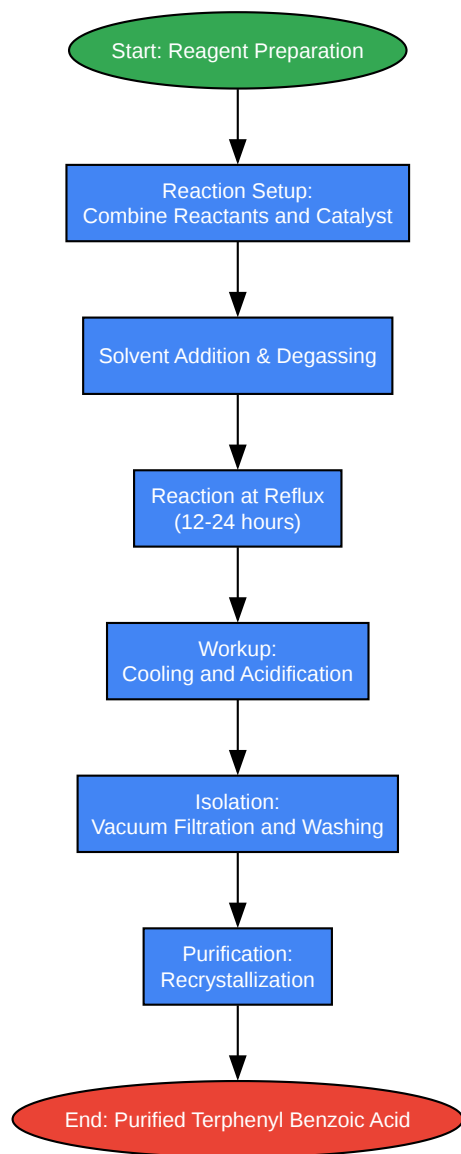 Start: Reagent Preparation
Reaction Setup:
Combine Reactants and Catalyst
Solvent Addition & Degassing
Reaction at Reflux
(12-24 hours)
Workup:
Cooling and Acidification
Isolation:
Vacuum Filtration and Washing
Purification:
Recrystallization
End: Purified Terphenyl Benzoic Acid